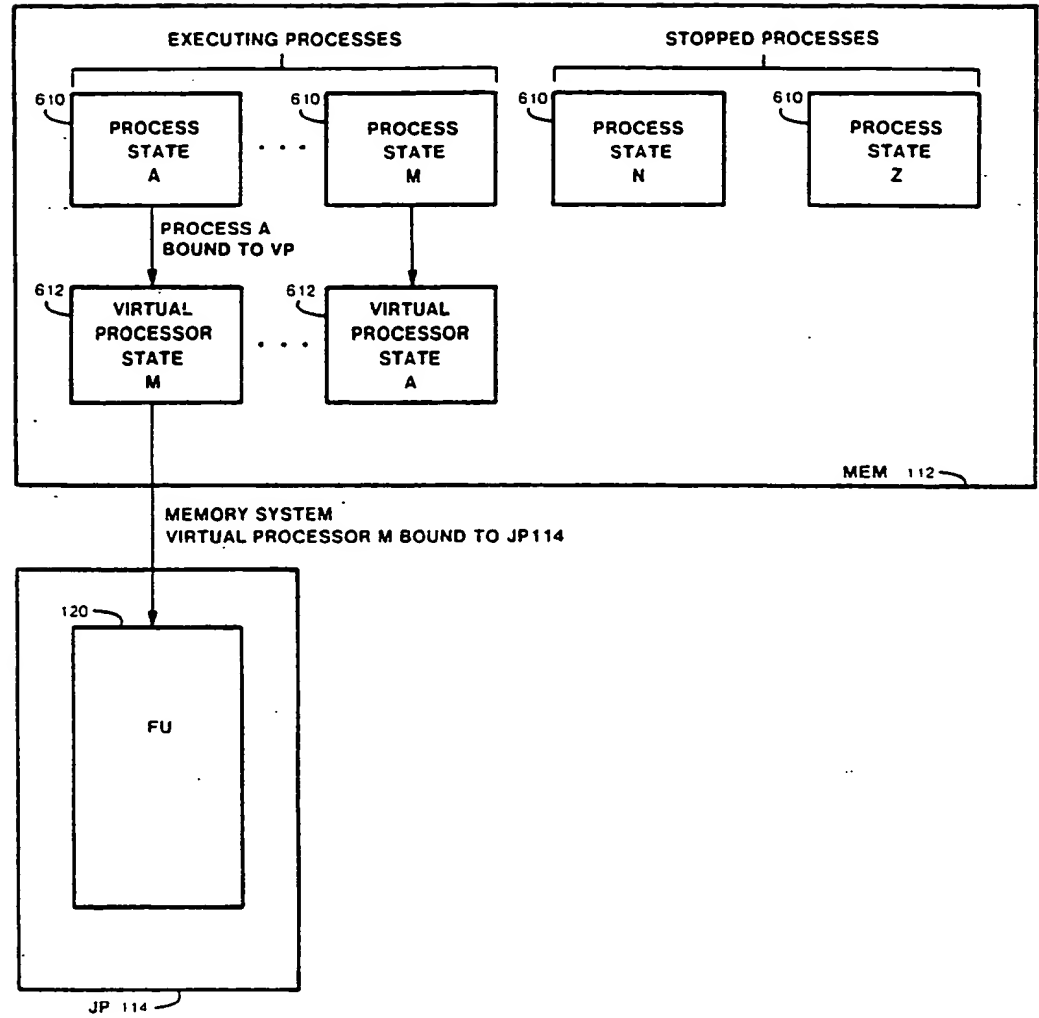 EXECUTING PROCESSES
STOPPED PROCESSES
610
PROCESS
STATE
A
610
PROCESS
STATE
M
610
PROCESS
STATE
N
610
PROCESS
STATE
Z
PROCESS A
BOUND TO VP
612
VIRTUAL
PROCESSOR
STATE
M
612
VIRTUAL
PROCESSOR
STATE
A
MEM 112
MEMORY SYSTEM
VIRTUAL PROCESSOR M BOUND TO JP114
120
FU
JP 114